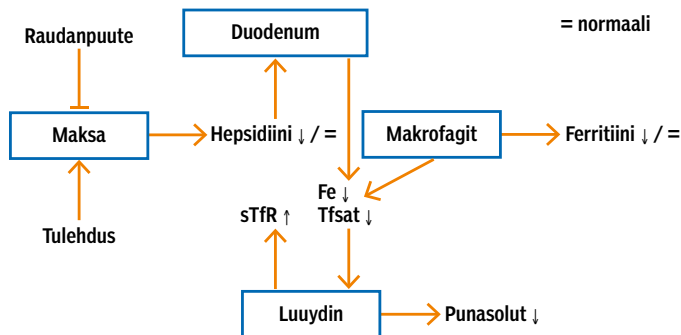 Raudanpuute
Duodenum
= normaali
Maksa
Hepsidiini ↓ / =
Makrofagit
Ferritiini ↓ / =
Fe ↓
sTfR ↑
Tfsat ↓
Tulehdus
Luuydin
Punasolut ↓